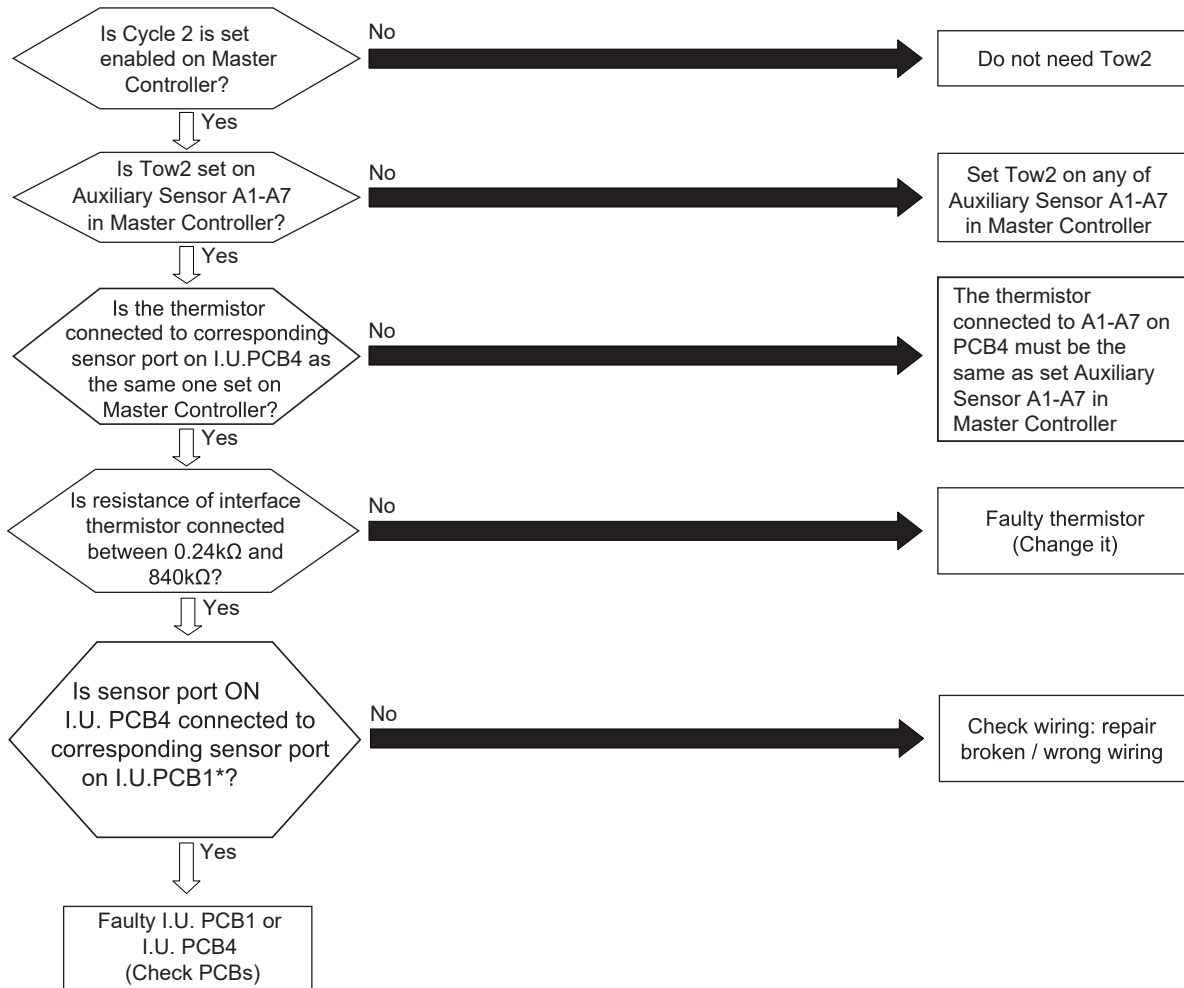 Is Cycle 2 is set
enabled on Master
Controller?
No
Do not need Tow2
Yes
Is Tow2 set on
Auxiliary Sensor A1-A7
in Master Controller?
No
Set Tow2 on any of
Auxiliary Sensor A1-A7
in Master Controller
Yes
Is the thermistor
connected to corresponding
sensor port on I.U.PCB4 as
the same one set on
Master Controller?
No
The thermistor
connected to A1-A7 on
PCB4 must be the
same as set Auxiliary
Sensor A1-A7 in
Master Controller
Yes
Is resistance of interface
thermistor connected
between 0.24kΩ and
840kΩ?
No
Faulty thermistor
(Change it)
Yes
Is sensor port ON
I.U. PCB4 connected to
corresponding sensor port
on I.U.PCB1*?
No
Check wiring: repair
broken / wrong wiring
Yes
Faulty I.U. PCB1 or
I.U. PCB4
(Check PCBs)